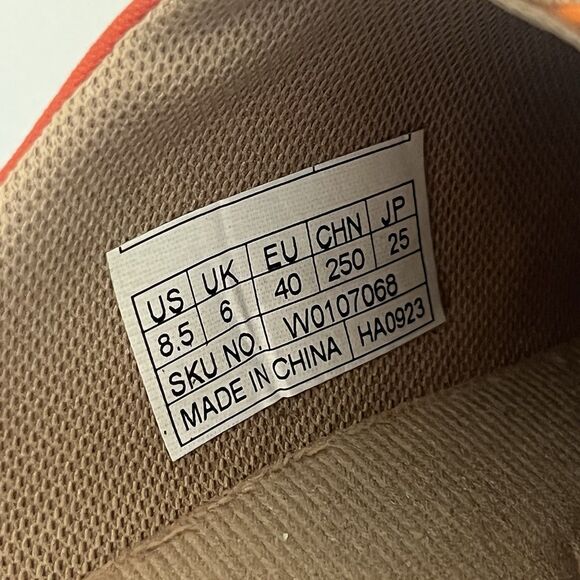 US UK EU CHN JP
8.5 6 40 250 25
SKU NO. W0107068
MADE IN CHINA HA0923